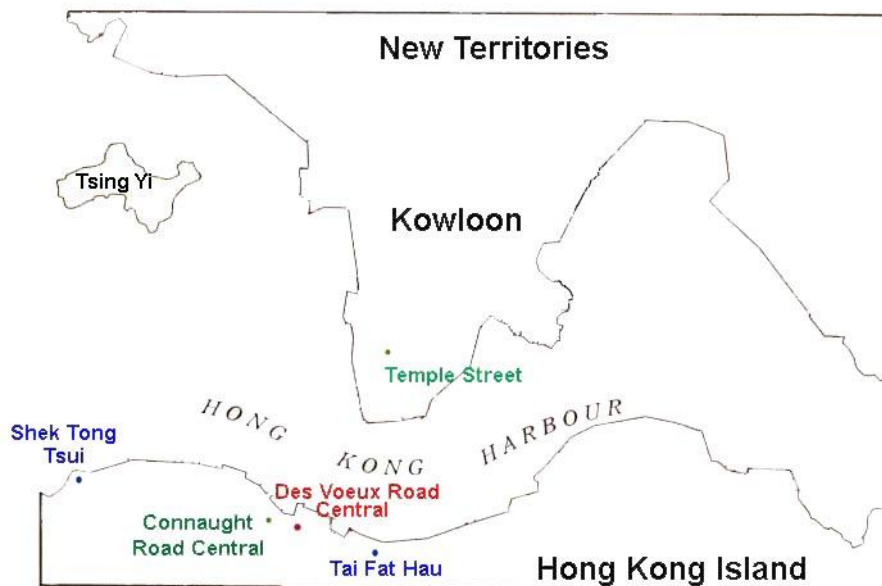 New Territories
Tsing Yi
Kowloon
Temple Street
HONG KONG HARBOUR
Shek Tong
Tsui
Des Voeux Road
Central
Connaught
Road Central
Tai Fat Hau
Hong Kong Island